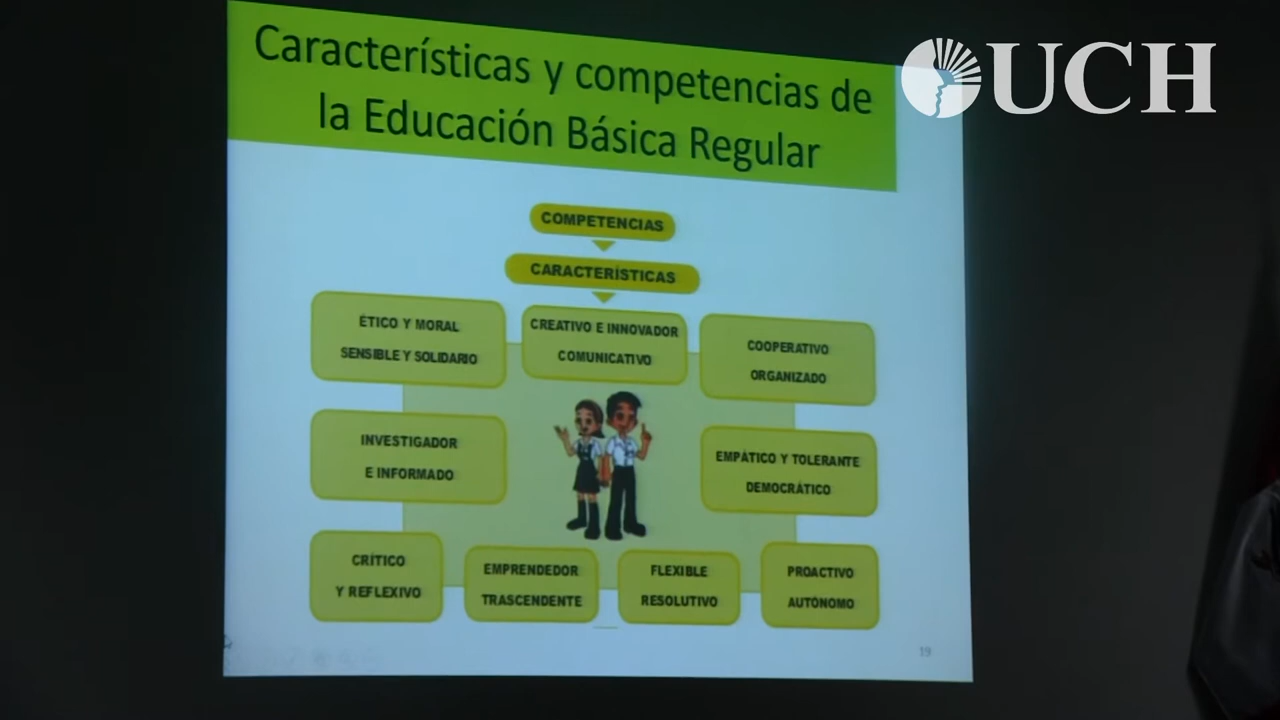 Características y competencias de
la Educación Básica Regular
UCH
COMPETENCIAS
CARACTERÍSTICAS
ÉTICO Y MORAL
SENSIBLE Y SOLIDARIO
CREATIVO E INNOVADOR
COMUNICATIVO
COOPERATIVO
ORGANIZADO
INVESTIGADOR
E INFORMADO
EMPÁTICO Y TOLERANTE
DEMOCRÁTICO
CRÍTICO
Y REFLEXIVO
EMPRENDEDOR
TRASCENDENTE
FLEXIBLE
RESOLUTIVO
PROACTIVO
AUTÓNOMO
19